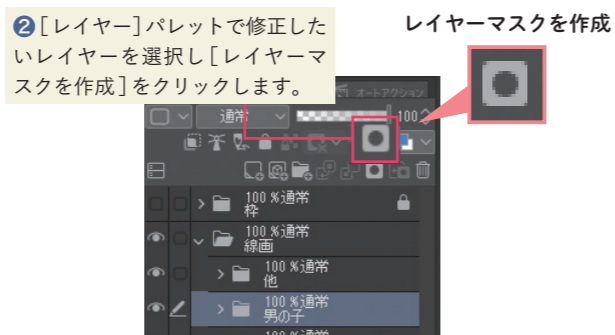 ❷[レイヤー]パレットで修正した
いレイヤーを選択し[レイヤーマ
スクを作成]をクリックします。
レイヤーマスクを作成
オートアクション
通常 100
100 %通常
枠
100 %通常
線画
100 %通常
他
100 %通常
男の子
100 %通常